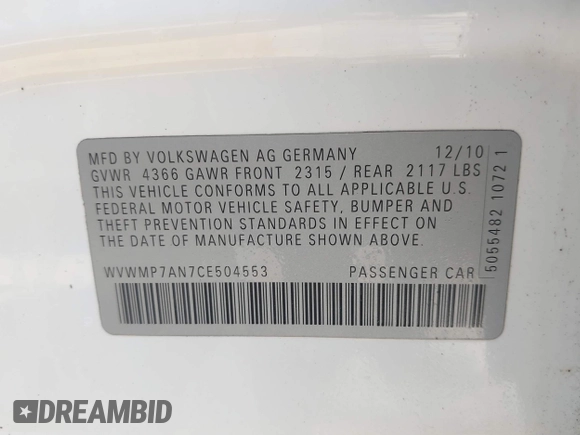 MFD BY VOLKSWAGEN AG GERMANY 12/10
GVWR 4366 GAWR FRONT 2315 / REAR 2117 LBS
THIS VEHICLE CONFORMS TO ALL APPLICABLE U.S.
FEDERAL MOTOR VEHICLE SAFETY, BUMPER AND
THEFT PREVENTION STANDARDS IN EFFECT ON
THE DATE OF MANUFACTURE SHOWN ABOVE.
WVWMP7AN7CE504553 PASSENGER CAR
5055482 1072 1
DREAMBID